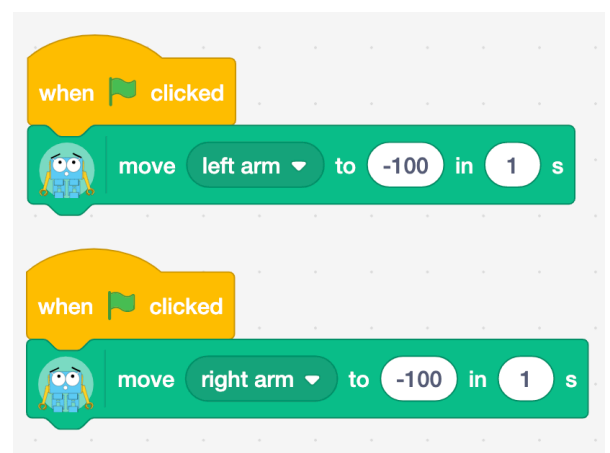 when clicked
move left arm to -100 in 1 s
when clicked
move right arm to -100 in 1 s